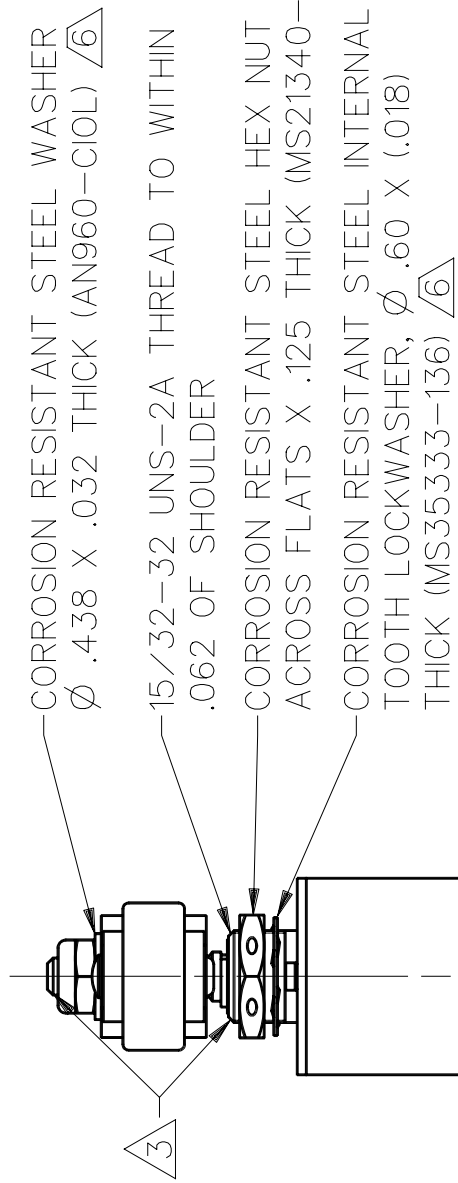 CORROSION RESISTANT STEEL WASHER
Ø .438 X .032 THICK (AN960-C10L) 6
15/32-32 UNS-2A THREAD TO WITHIN
.062 OF SHOULDER
CORROSION RESISTANT STEEL HEX NUT
ACROSS FLATS X .125 THICK (MS21340-
CORROSION RESISTANT STEEL INTERNAL
TOOTH LOCKWASHER, Ø .60 X (.018)
THICK (MS35333-136) 6
3